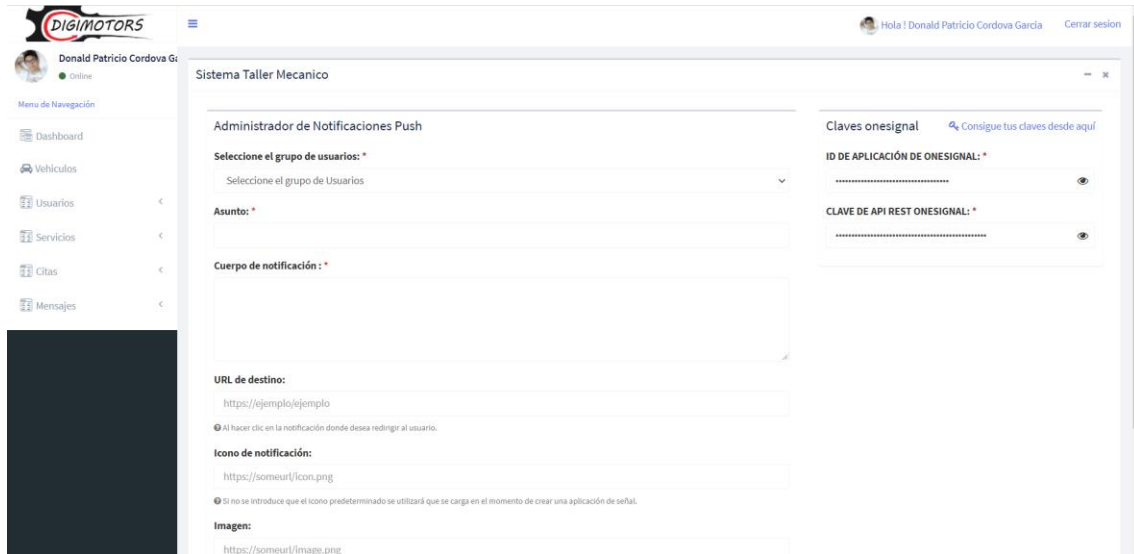 DIGIMOTORS
Hola ! Donald Patricio Cordova Garcia
Cerrar sesion
Donald Patricio Cordova Ga
Online
Menu de Navegación
Dashboard
Vehiculos
Usuarios
Servicios
Citas
Mensajes
Sistema Taller Mecanico
Administrador de Notificaciones Push
Seleccione el grupo de usuarios: *
Seleccione el grupo de Usuarios
Asunto: *
Cuerpo de notificación : *
URL de destino:
https://ejemplo/ejemplo
Al hacer clic en la notificación donde desea redirigir al usuario.
Icono de notificación:
https://someurl/icon.png
Si no se introduce que el icono predeterminado se utilizará que se carga en el momento de crear una aplicación de señal.
Imagen:
https://someurl/image.png
Claves onesignal
Consigue tus claves desde aquí
ID DE APLICACIÓN DE ONESIGNAL: *
CLAVE DE API REST ONESIGNAL: *